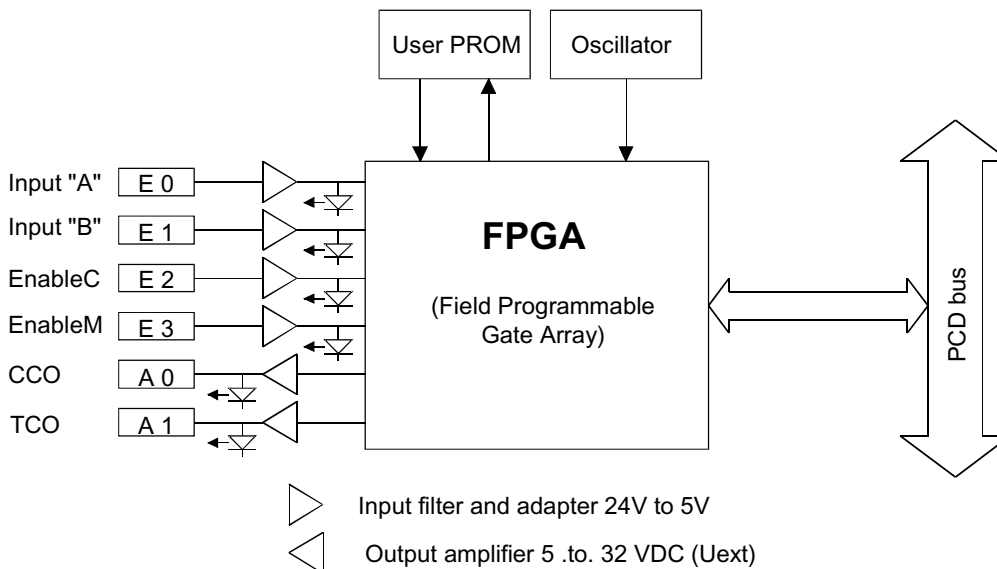 User PROM
Oscillator
Input "A"
E 0
Input "B"
E 1
EnableC
E 2
EnableM
E 3
CCO
A 0
TCO
A 1
FPGA
(Field Programmable
Gate Array)
PCD bus
Input filter and adapter 24V to 5V
Output amplifier 5 .to. 32 VDC (Uext)